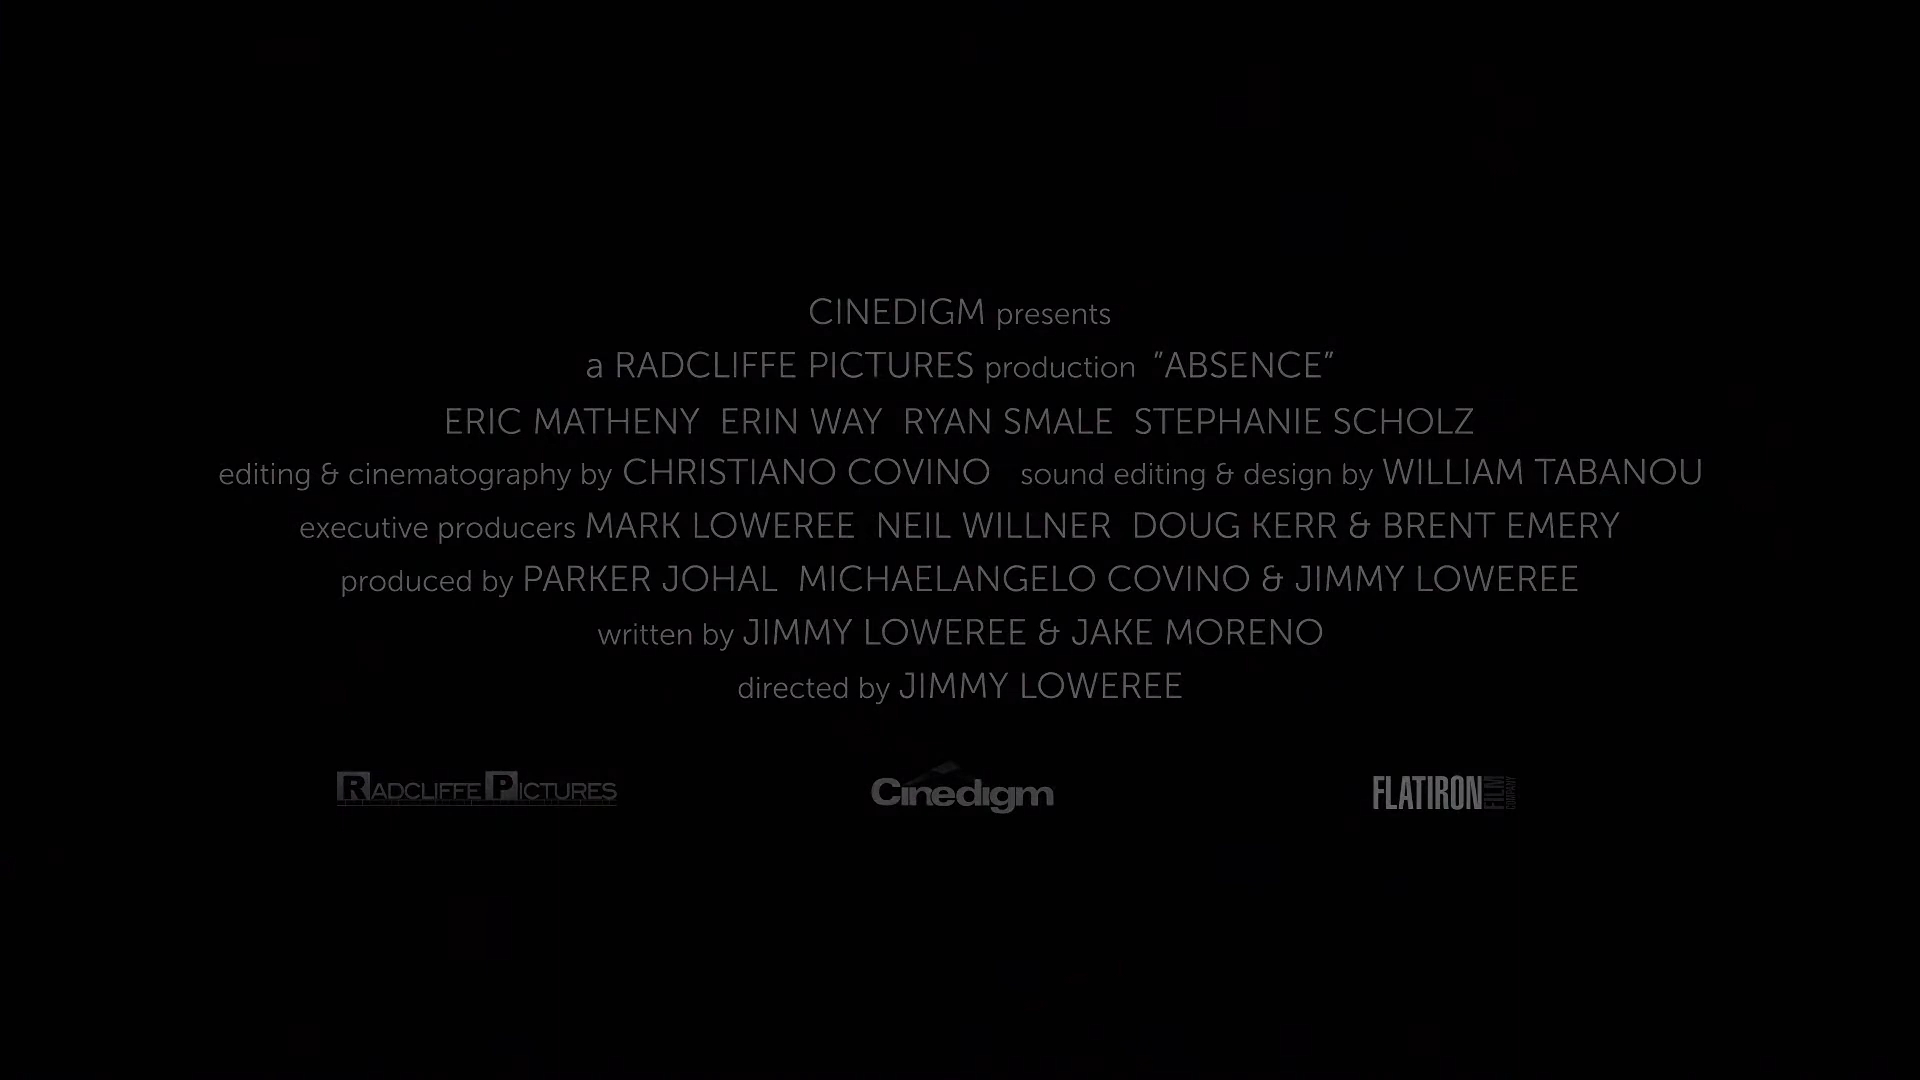 CINEDIGM presents
a RADCLIFFE PICTURES production "ABSENCE"
ERIC MATHENY ERIN WAY RYAN SMALE STEPHANIE SCHOLZ
editing & cinematography by CHRISTIANO COVINO sound editing & design by WILLIAM TABANOU
executive producers MARK LOWEREE NEIL WILLNER DOUG KERR & BRENT EMERY
produced by PARKER JOHAL MICHAELANGELO COVINO & JIMMY LOWEREE
written by JIMMY LOWEREE & JAKE MORENO
directed by JIMMY LOWEREE
RADCLIFFE PICTURES Cinedigm FLATIRON FILM COMPANY